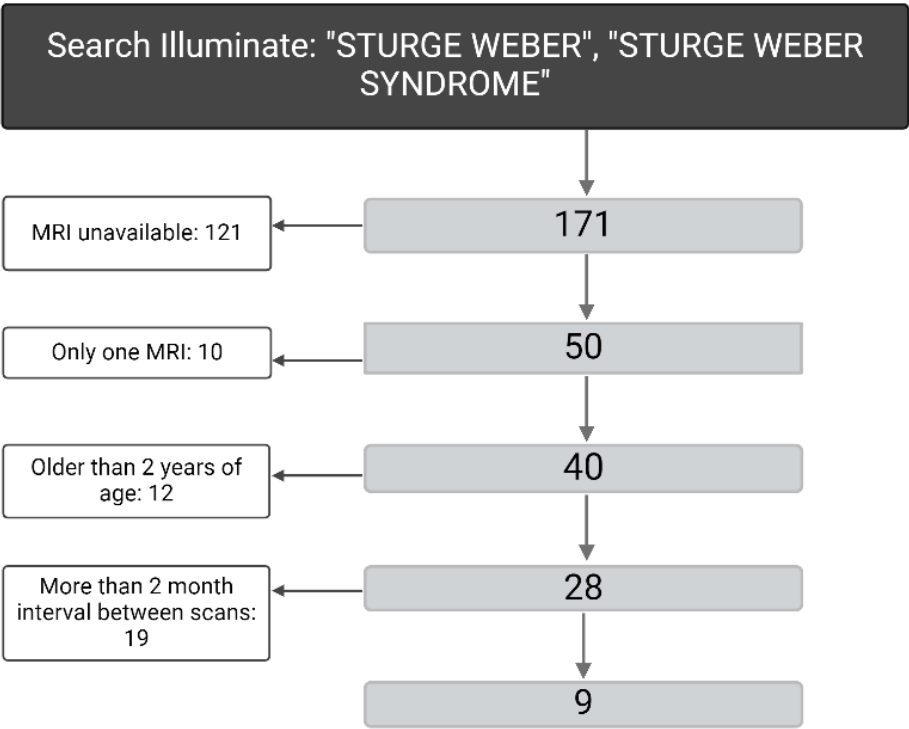 Search Illuminate: "STURGE WEBER", "STURGE WEBER
SYNDROME"
171
MRI unavailable: 121
50
Only one MRI: 10
40
Older than 2 years of
age: 12
28
More than 2 month
interval between scans:
19
9